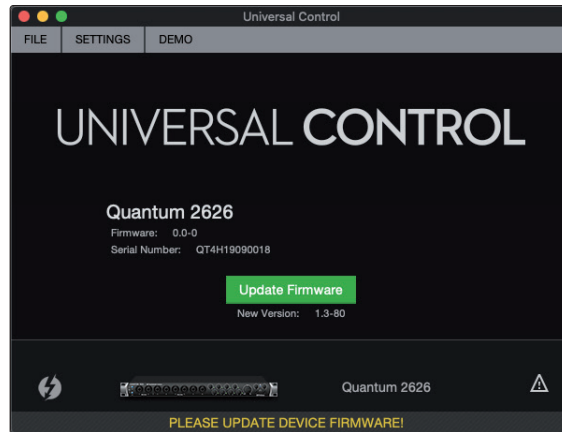 Universal Control
FILE SETTINGS DEMO
UNIVERSAL CONTROL
Quantum 2626
Firmware: 0.0-0
Serial Number: QT4H19090018
Update Firmware
New Version: 1.3-80
Quantum 2626
PLEASE UPDATE DEVICE FIRMWARE!